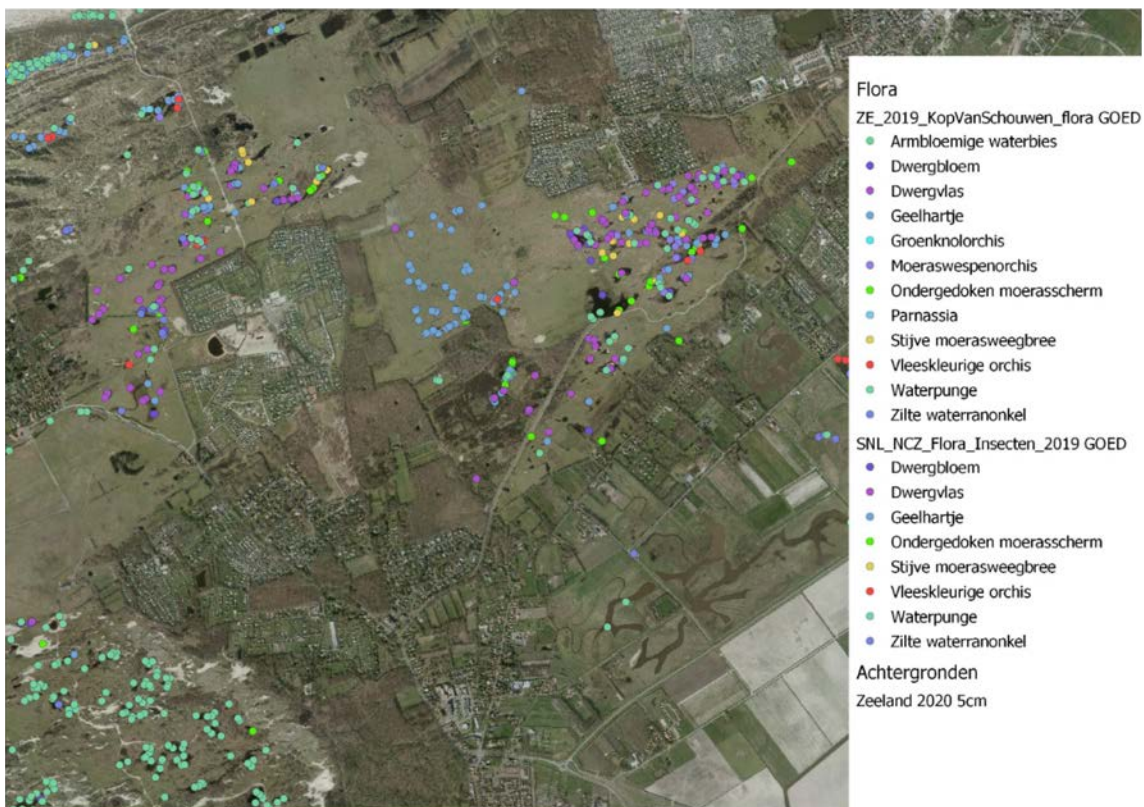 Flora
ZE_2019_KopVanSchouwen_flora GOED
Armbloemige waterbies
Dwergbloem
Dwergvlas
Geelhartje
Groenknolorchis
Moeraswespenorchis
Ondergedoken moerasscherm
Parnassia
Stijve moerasweegbree
Vleeskleurige orchis
Waterpunge
Zilte waterranonkel
SNL_NCZ_Flora_Insecten_2019 GOED
Dwergbloem
Dwergvlas
Geelhartje
Ondergedoken moerasscherm
Stijve moerasweegbree
Vleeskleurige orchis
Waterpunge
Zilte waterranonkel
Achtergronden
Zeeland 2020 5cm